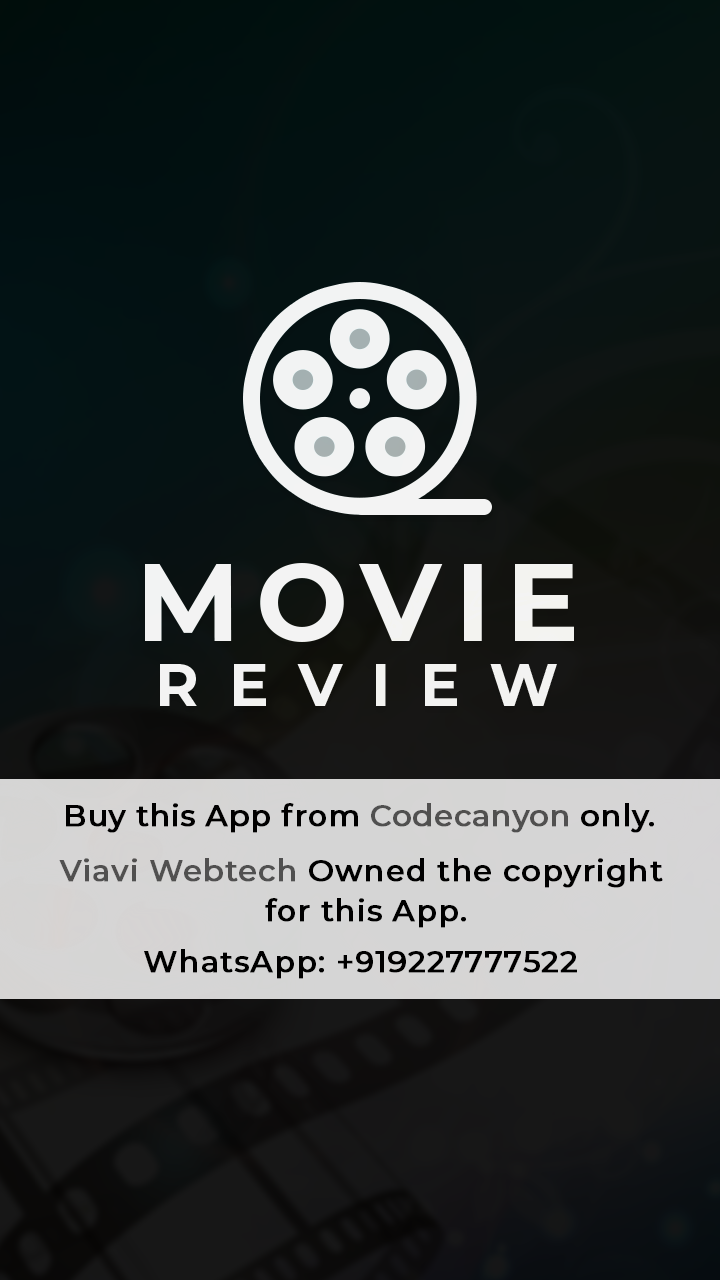 MOVIE
REVIEW
Buy this App from Codecanyon only.
Viavi Webtech Owned the copyright
for this App.
WhatsApp: +919227777522